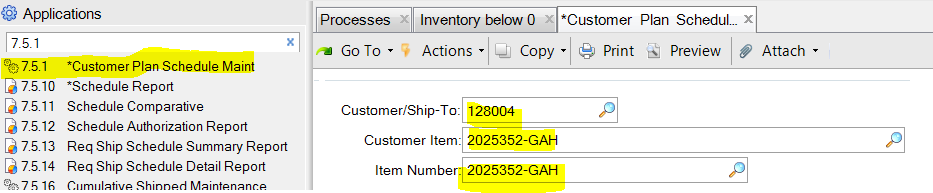 Applications
7.5.1
7.5.1 *Customer Plan Schedule Maint
7.5.10 *Schedule Report
7.5.11 Schedule Comparative
7.5.12 Schedule Authorization Report
7.5.13 Req Ship Schedule Summary Report
7.5.14 Req Ship Schedule Detail Report
7.5.16 Cumulative Shipped Maintenance
Processes Inventory below 0 *Customer Plan Schedul...
Go To Actions Copy Print Preview Attach
Customer/Ship-To: 128004
Customer Item: 2025352-GAH
Item Number: 2025352-GAH